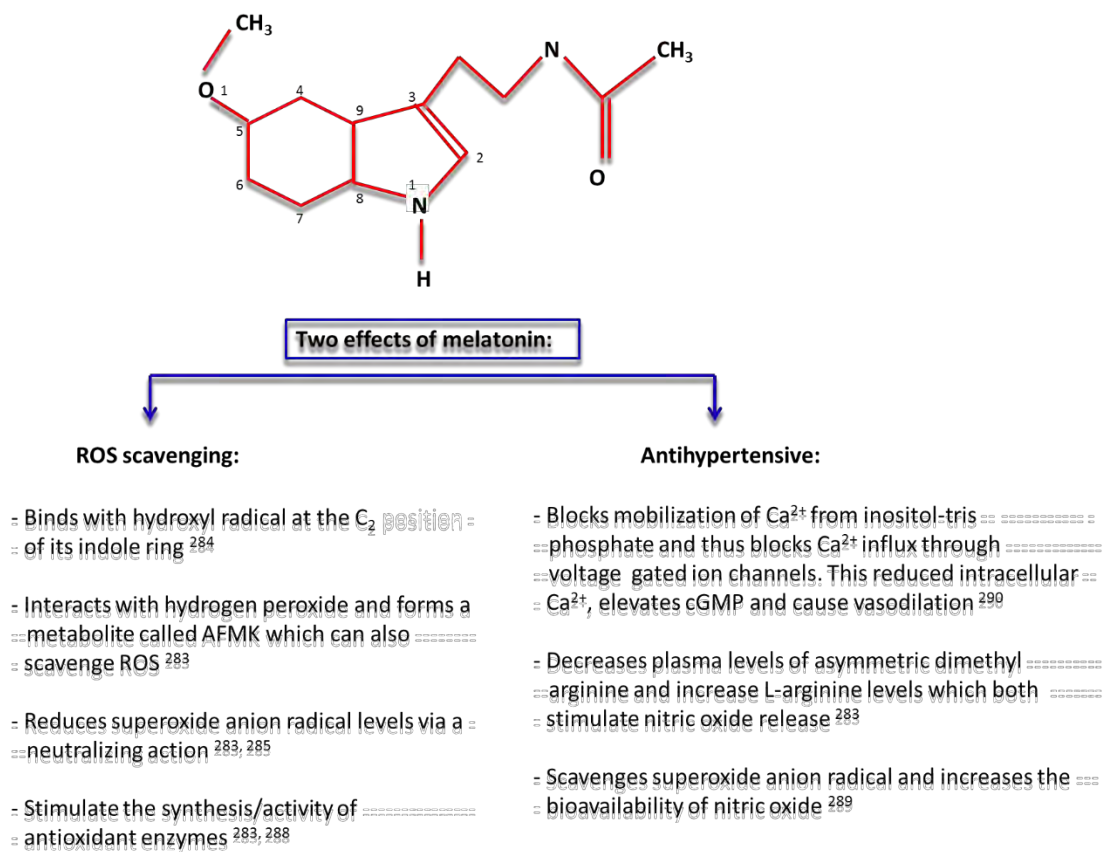 CH₃
N
CH₃
O 1
4
3
9
5
2
O
6
1
8
N
7
H
Two effects of melatonin:
ROS scavenging:
- Binds with hydroxyl radical at the C₂ position
of its indole ring ²⁸⁴
- Interacts with hydrogen peroxide and forms a
metabolite called AFMK which can also
scavenge ROS ²⁸³
- Reduces superoxide anion radical levels via a
neutralizing action ²⁸³, ²⁸⁵
- Stimulate the synthesis/activity of
antioxidant enzymes ²⁸³, ²⁸⁸
Antihypertensive:
- Blocks mobilization of Ca²⁺ from inositol-tris
phosphate and thus blocks Ca²⁺ influx through
voltage gated ion channels. This reduced intracellular
Ca²⁺, elevates cGMP and cause vasodilation ²⁹⁰
- Decreases plasma levels of asymmetric dimethyl
arginine and increase L-arginine levels which both
stimulate nitric oxide release ²⁸³
- Scavenges superoxide anion radical and increases the
bioavailability of nitric oxide ²⁸⁹